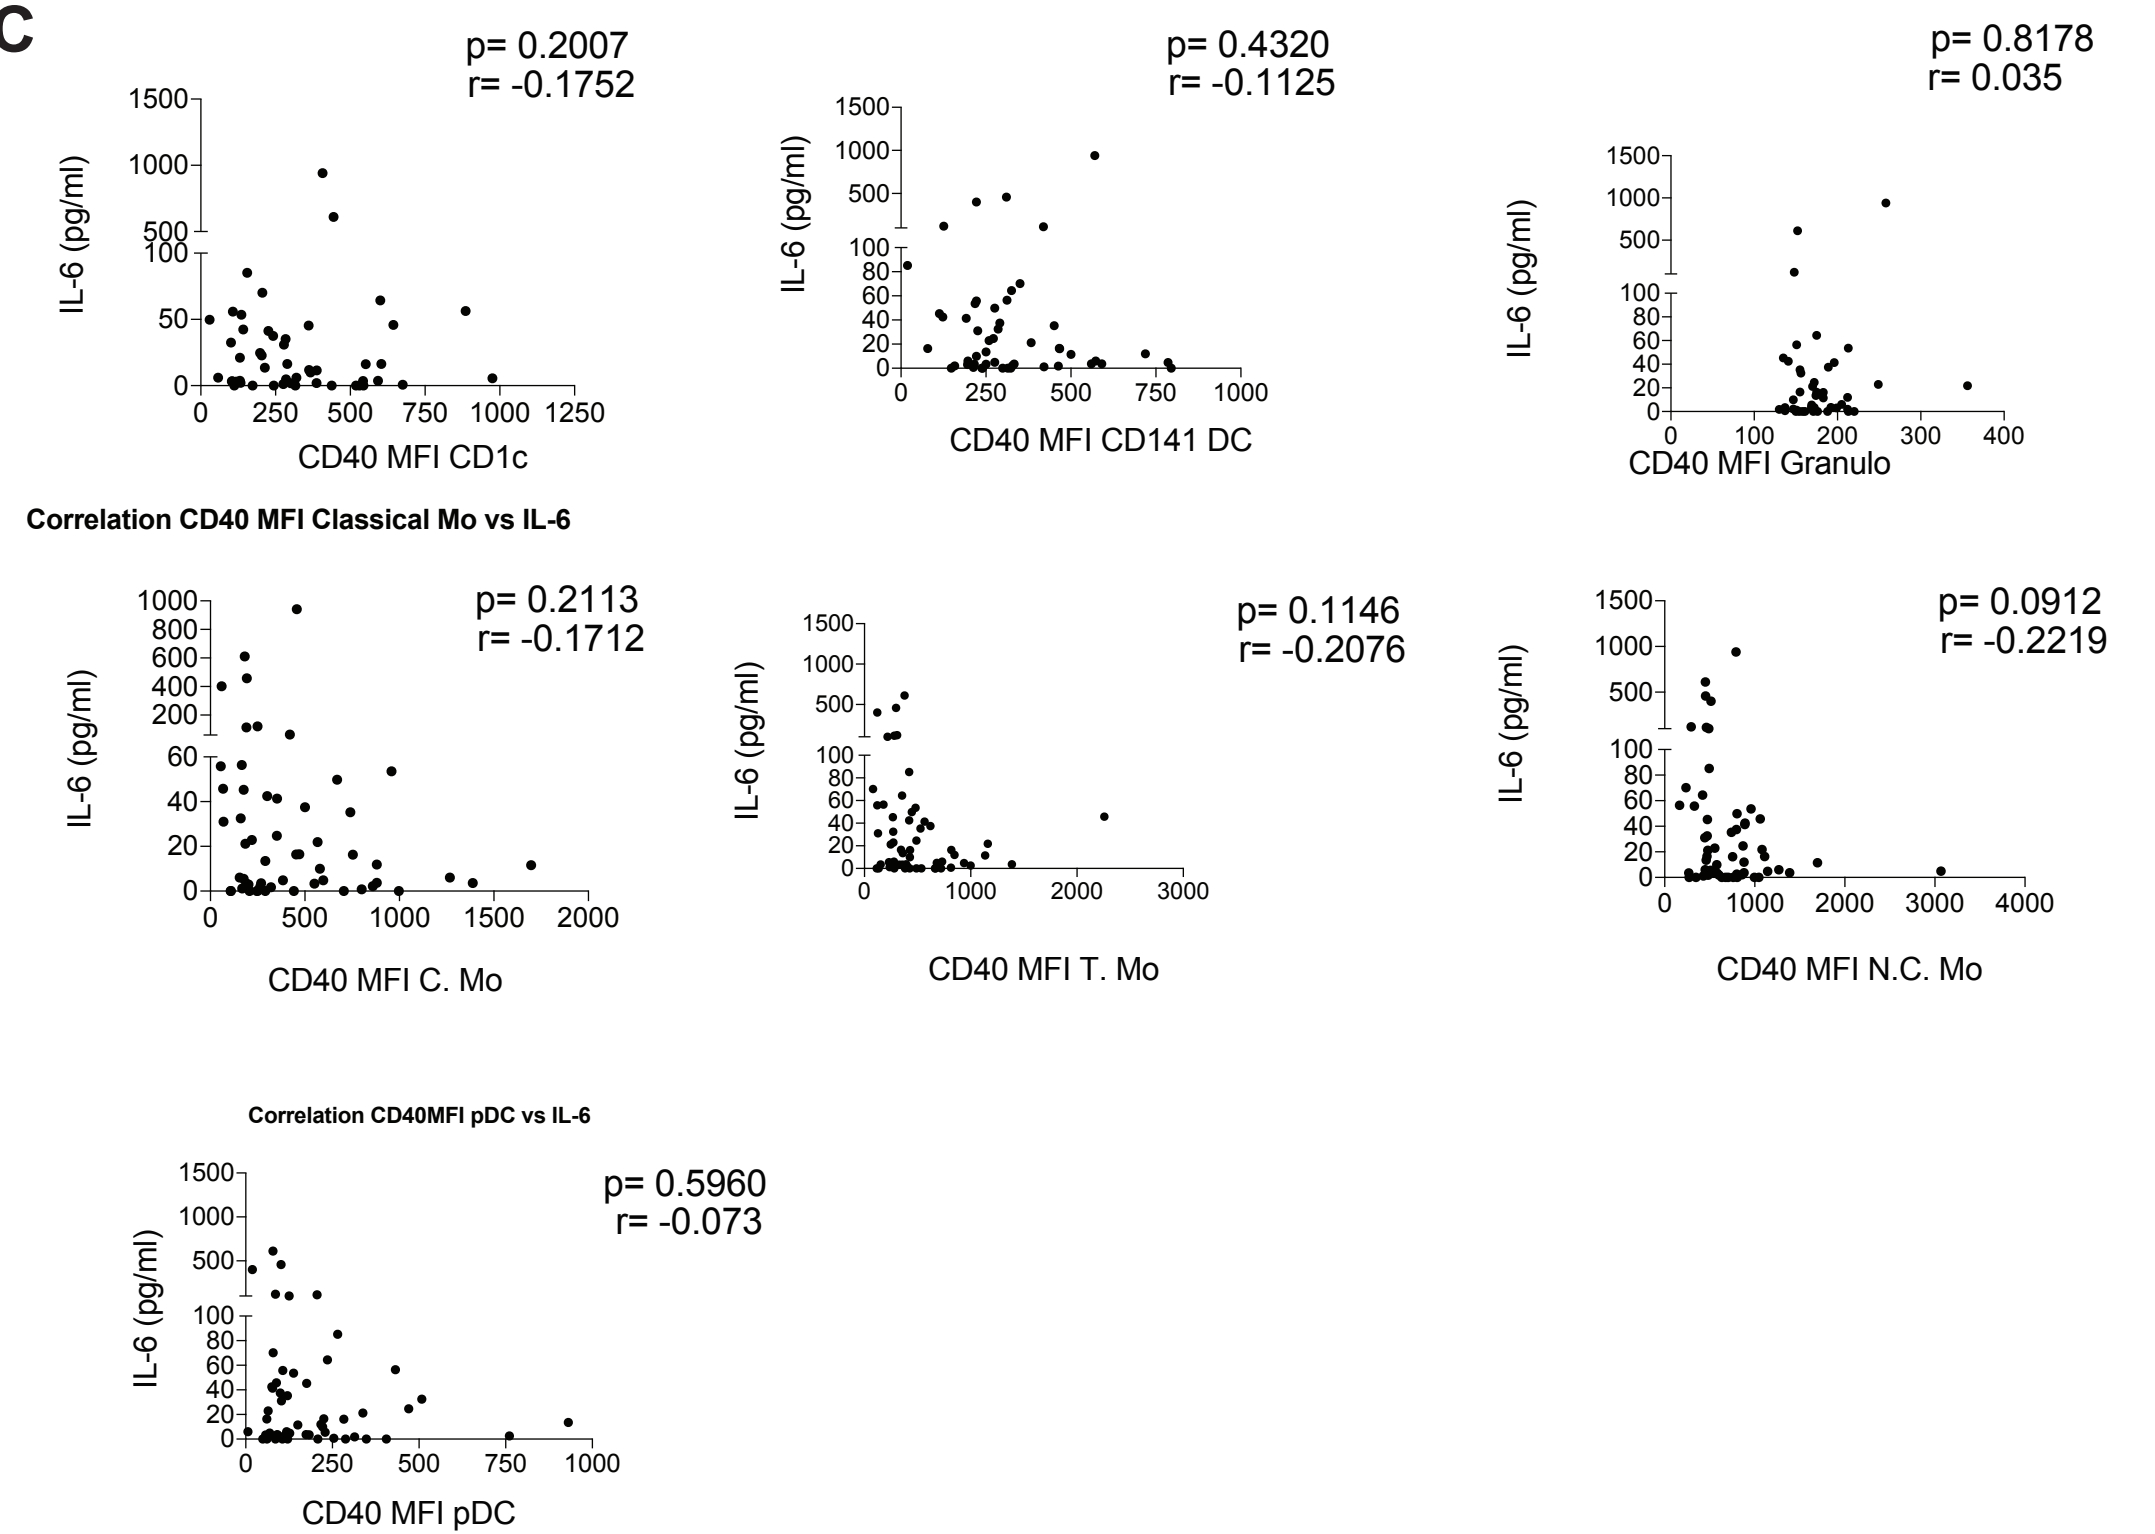 C
p= 0.2007
r= -0.1752
1500
1000
500
100
50
0
IL-6 (pg/ml)
0 250 500 750 1000 1250
CD40 MFI CD1c
p= 0.4320
r= -0.1125
1500
1000
500
100
80
60
40
20
0
IL-6 (pg/ml)
0 250 500 750 1000
CD40 MFI CD141 DC
p= 0.8178
r= 0.035
1500
1000
500
100
80
60
40
20
0
IL-6 (pg/ml)
0 100 200 300 400
CD40 MFI Granulo
Correlation CD40 MFI Classical Mo vs IL-6
p= 0.2113
r= -0.1712
1000
800
600
400
200
60
40
20
0
IL-6 (pg/ml)
0 500 1000 1500 2000
CD40 MFI C. Mo
p= 0.1146
r= -0.2076
1500
1000
500
100
80
60
40
20
0
IL-6 (pg/ml)
0 1000 2000 3000
CD40 MFI T. Mo
p= 0.0912
r= -0.2219
1500
1000
500
100
80
60
40
20
0
IL-6 (pg/ml)
0 1000 2000 3000 4000
CD40 MFI N.C. Mo
Correlation CD40MFI pDC vs IL-6
p= 0.5960
r= -0.073
1500
1000
500
100
80
60
40
20
0
IL-6 (pg/ml)
0 250 500 750 1000
CD40 MFI pDC